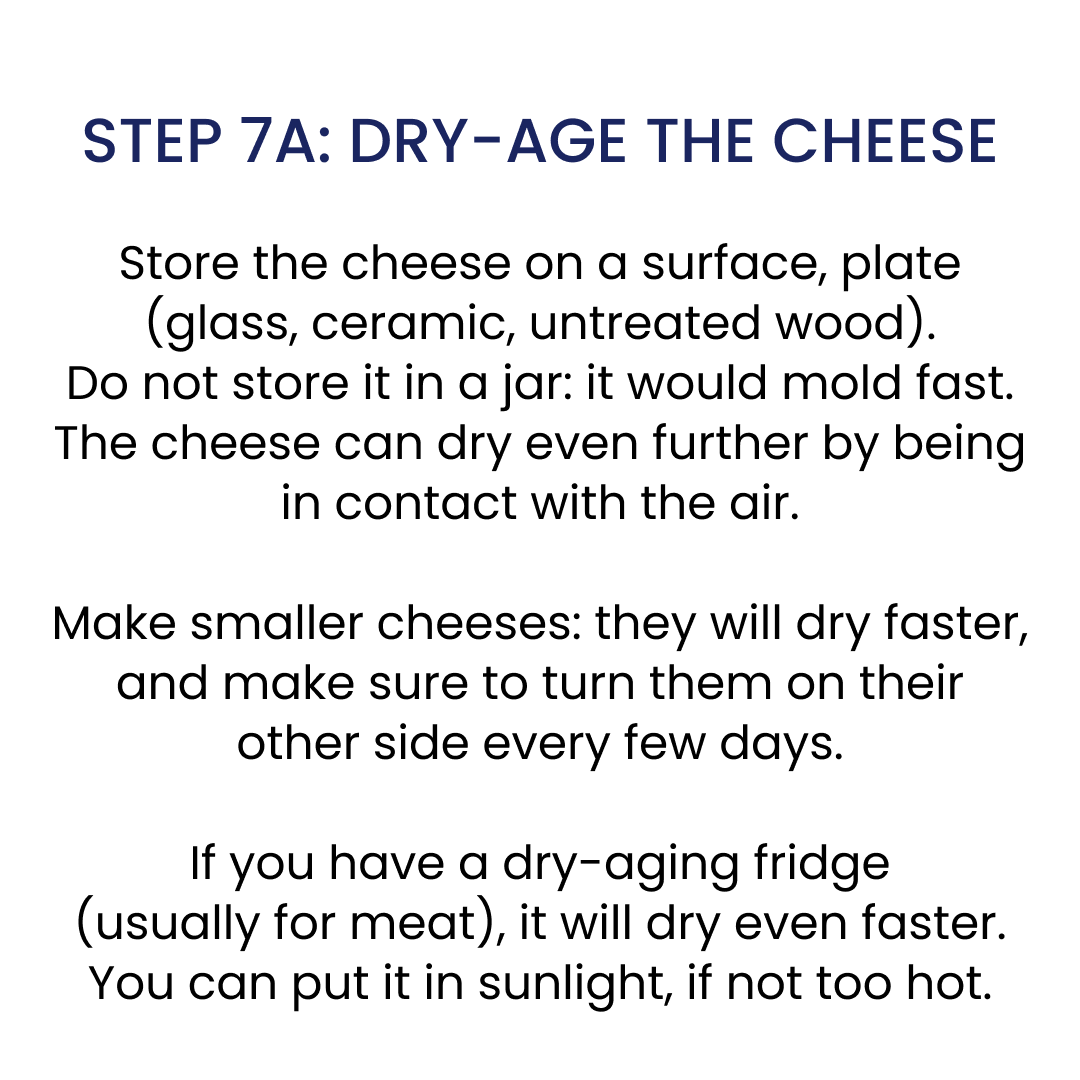 STEP 7A: DRY-AGE THE CHEESE
Store the cheese on a surface, plate
(glass, ceramic, untreated wood).
Do not store it in a jar: it would mold fast.
The cheese can dry even further by being
in contact with the air.
Make smaller cheeses: they will dry faster,
and make sure to turn them on their
other side every few days.
If you have a dry-aging fridge
(usually for meat), it will dry even faster.
You can put it in sunlight, if not too hot.